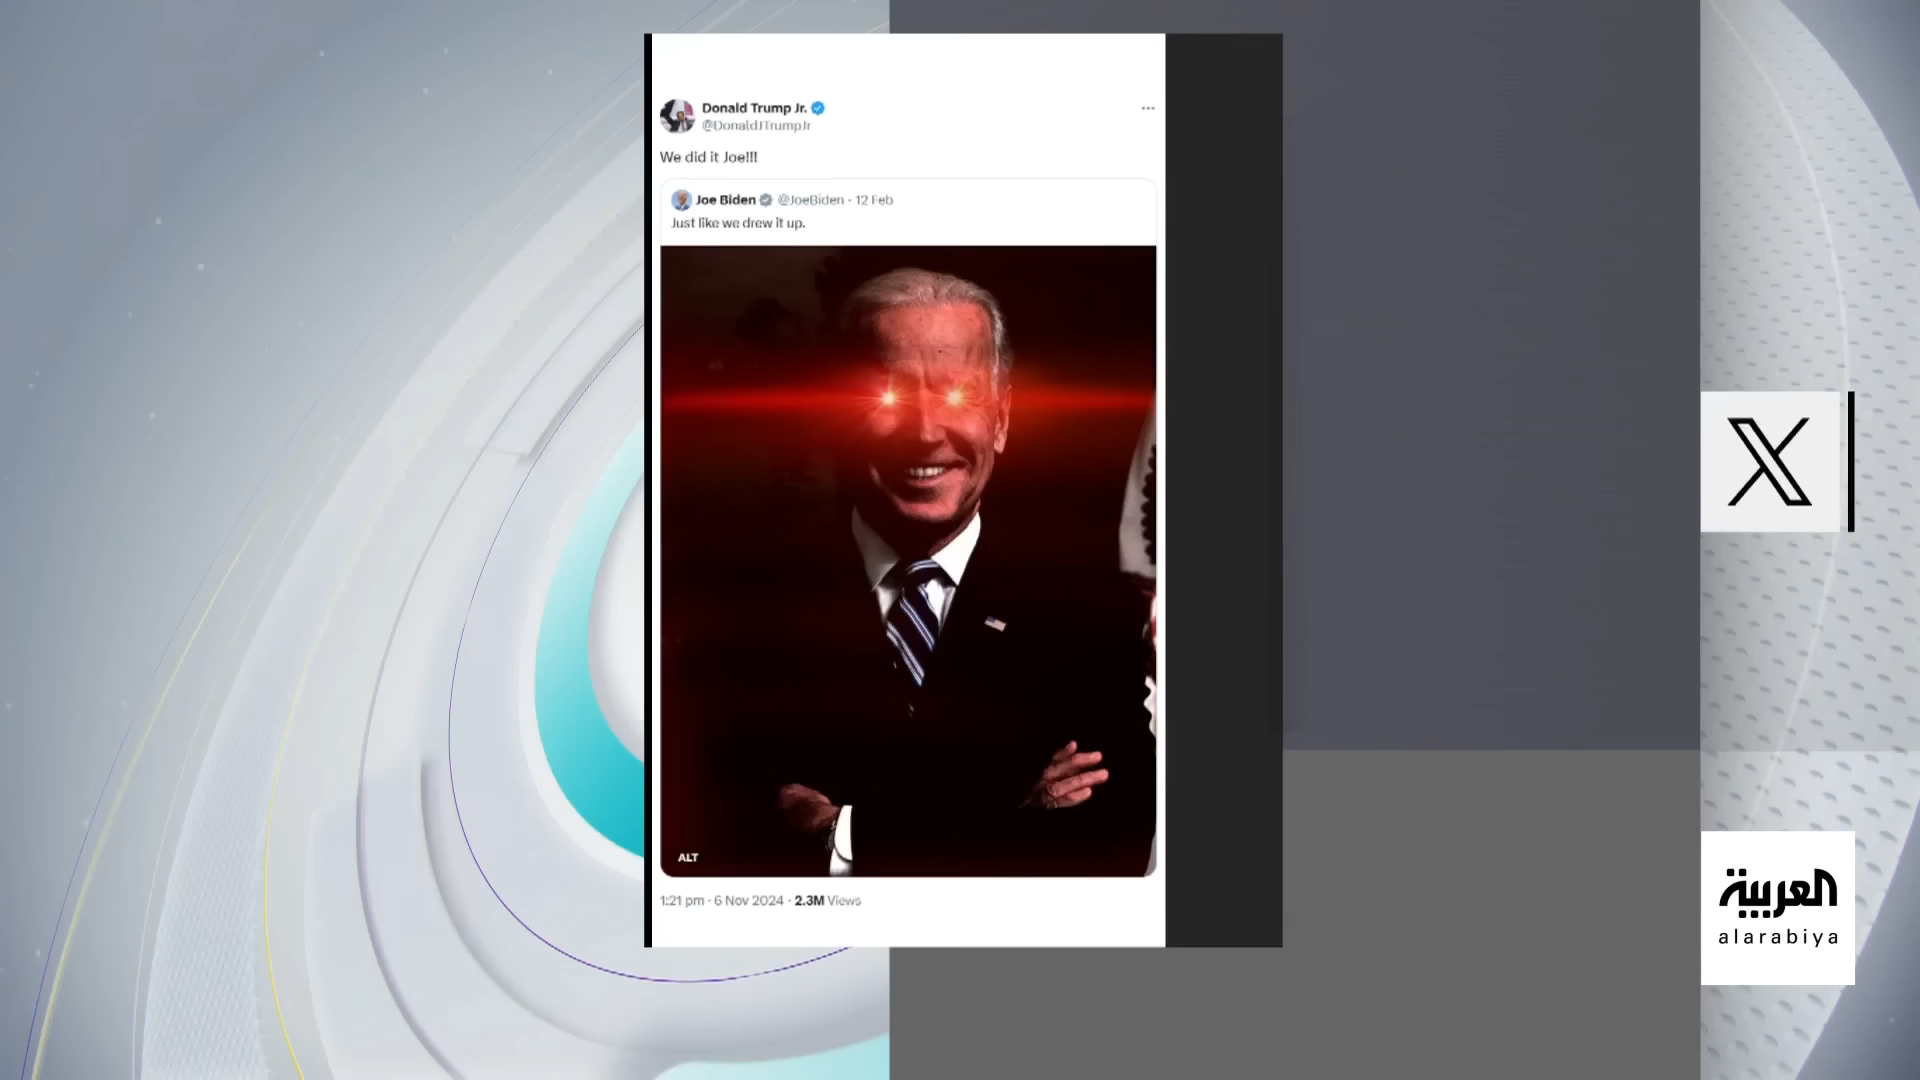 Donald Trump Jr.
@DonaldJTrumpJr
We did it Joe!!!
Joe Biden @JoeBiden · 12 Feb
Just like we drew it up.
ALT
1:21 pm · 6 Nov 2024 · 2.3M Views
العربية
alarabiya